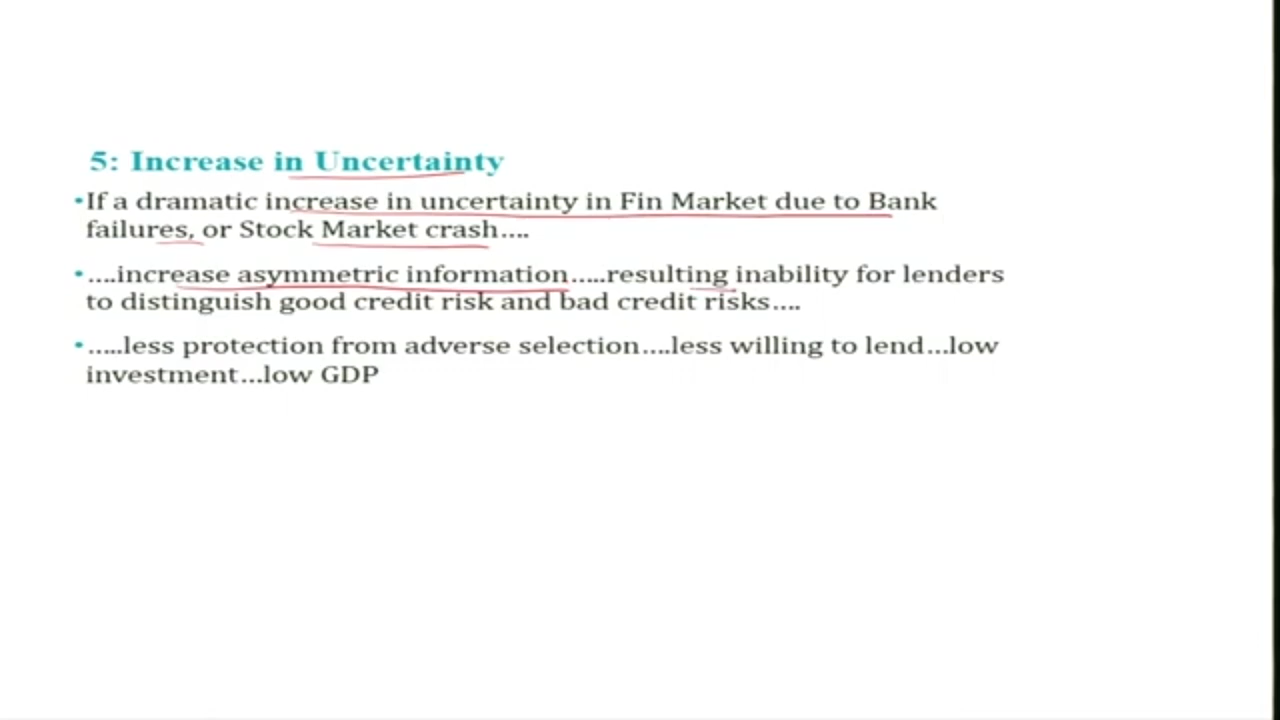 5: Increase in Uncertainty
•If a dramatic increase in uncertainty in Fin Market due to Bank
failures, or Stock Market crash....
•....increase asymmetric information.....resulting inability for lenders
to distinguish good credit risk and bad credit risks....
•.....less protection from adverse selection....less willing to lend...low
investment...low GDP